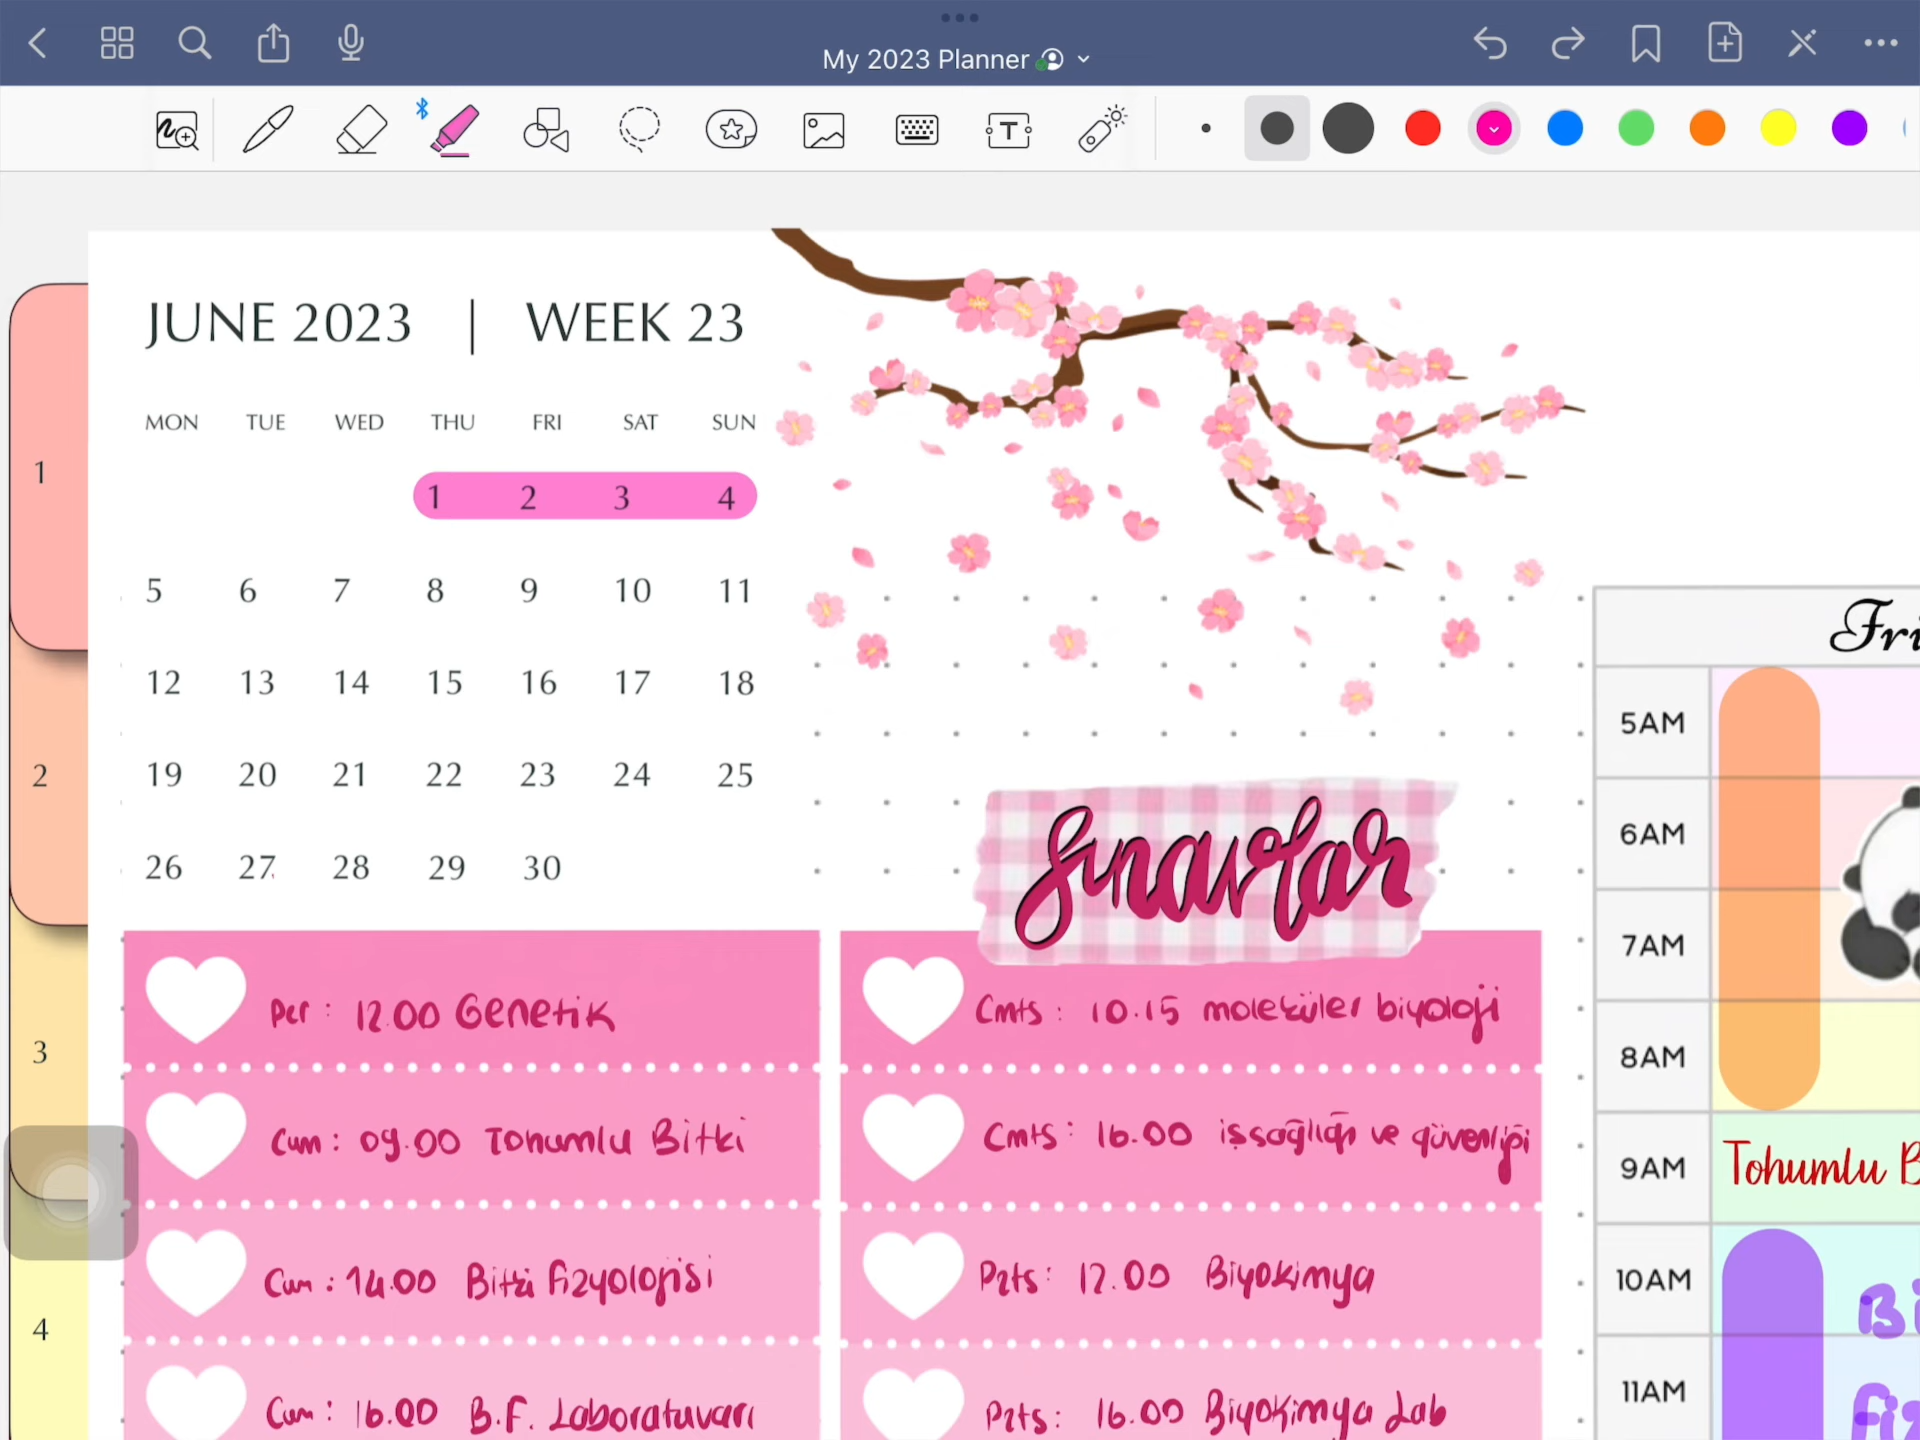 My 2023 Planner
JUNE 2023 | WEEK 23
MON TUE WED THU FRI SAT SUN
1 2 3 4
5 6 7 8 9 10 11
12 13 14 15 16 17 18
19 20 21 22 23 24 25
26 27 28 29 30
1
2
3
4
Sınavlar
Per : 12.00 Genetik
Cum : 09.00 Tohumlu Bitki
Cum : 14.00 Bitki Fizyolojisi
Cum : 16.00 B.F. Laboratuvarı
Cmts : 10.15 moleküler biyoloji
Cmts : 16.00 işsağlığı ve güvenliği
Pzts : 12.00 Biyokimya
Pzts : 16.00 Biyokimya Lab
Fri
5AM
6AM
7AM
8AM
9AM Tohumlu B
10AM Bi
11AM Fiz